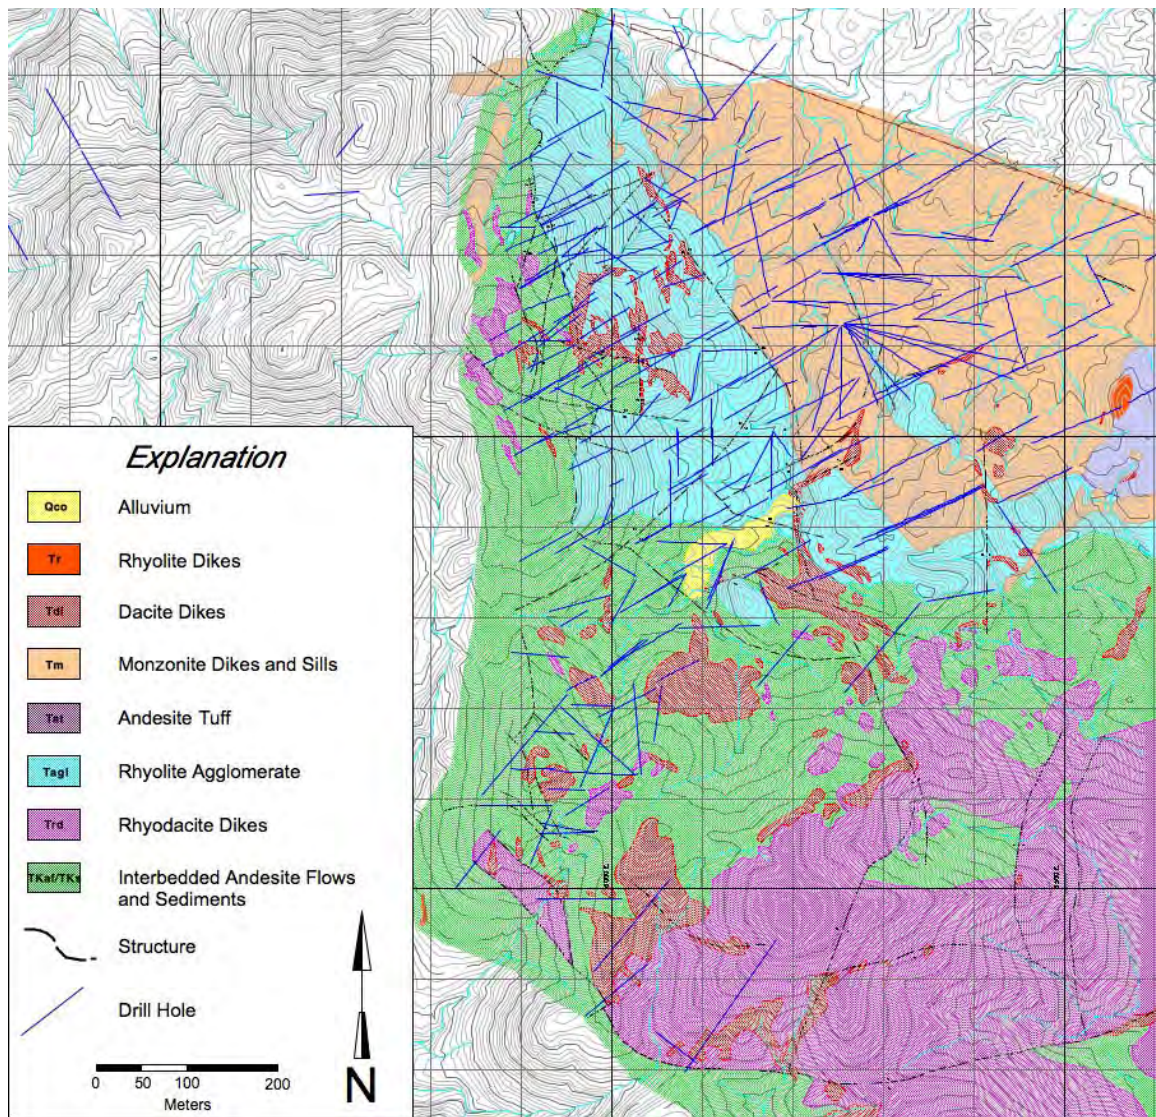 Explanation
Qco Alluvium
Tr Rhyolite Dikes
Tdi Dacite Dikes
Tm Monzonite Dikes and Sills
Tat Andesite Tuff
Tagl Rhyolite Agglomerate
Trd Rhyodacite Dikes
TKaf/TKs Interbedded Andesite Flows
and Sediments
Structure
Drill Hole
0 50 100 200
Meters
N